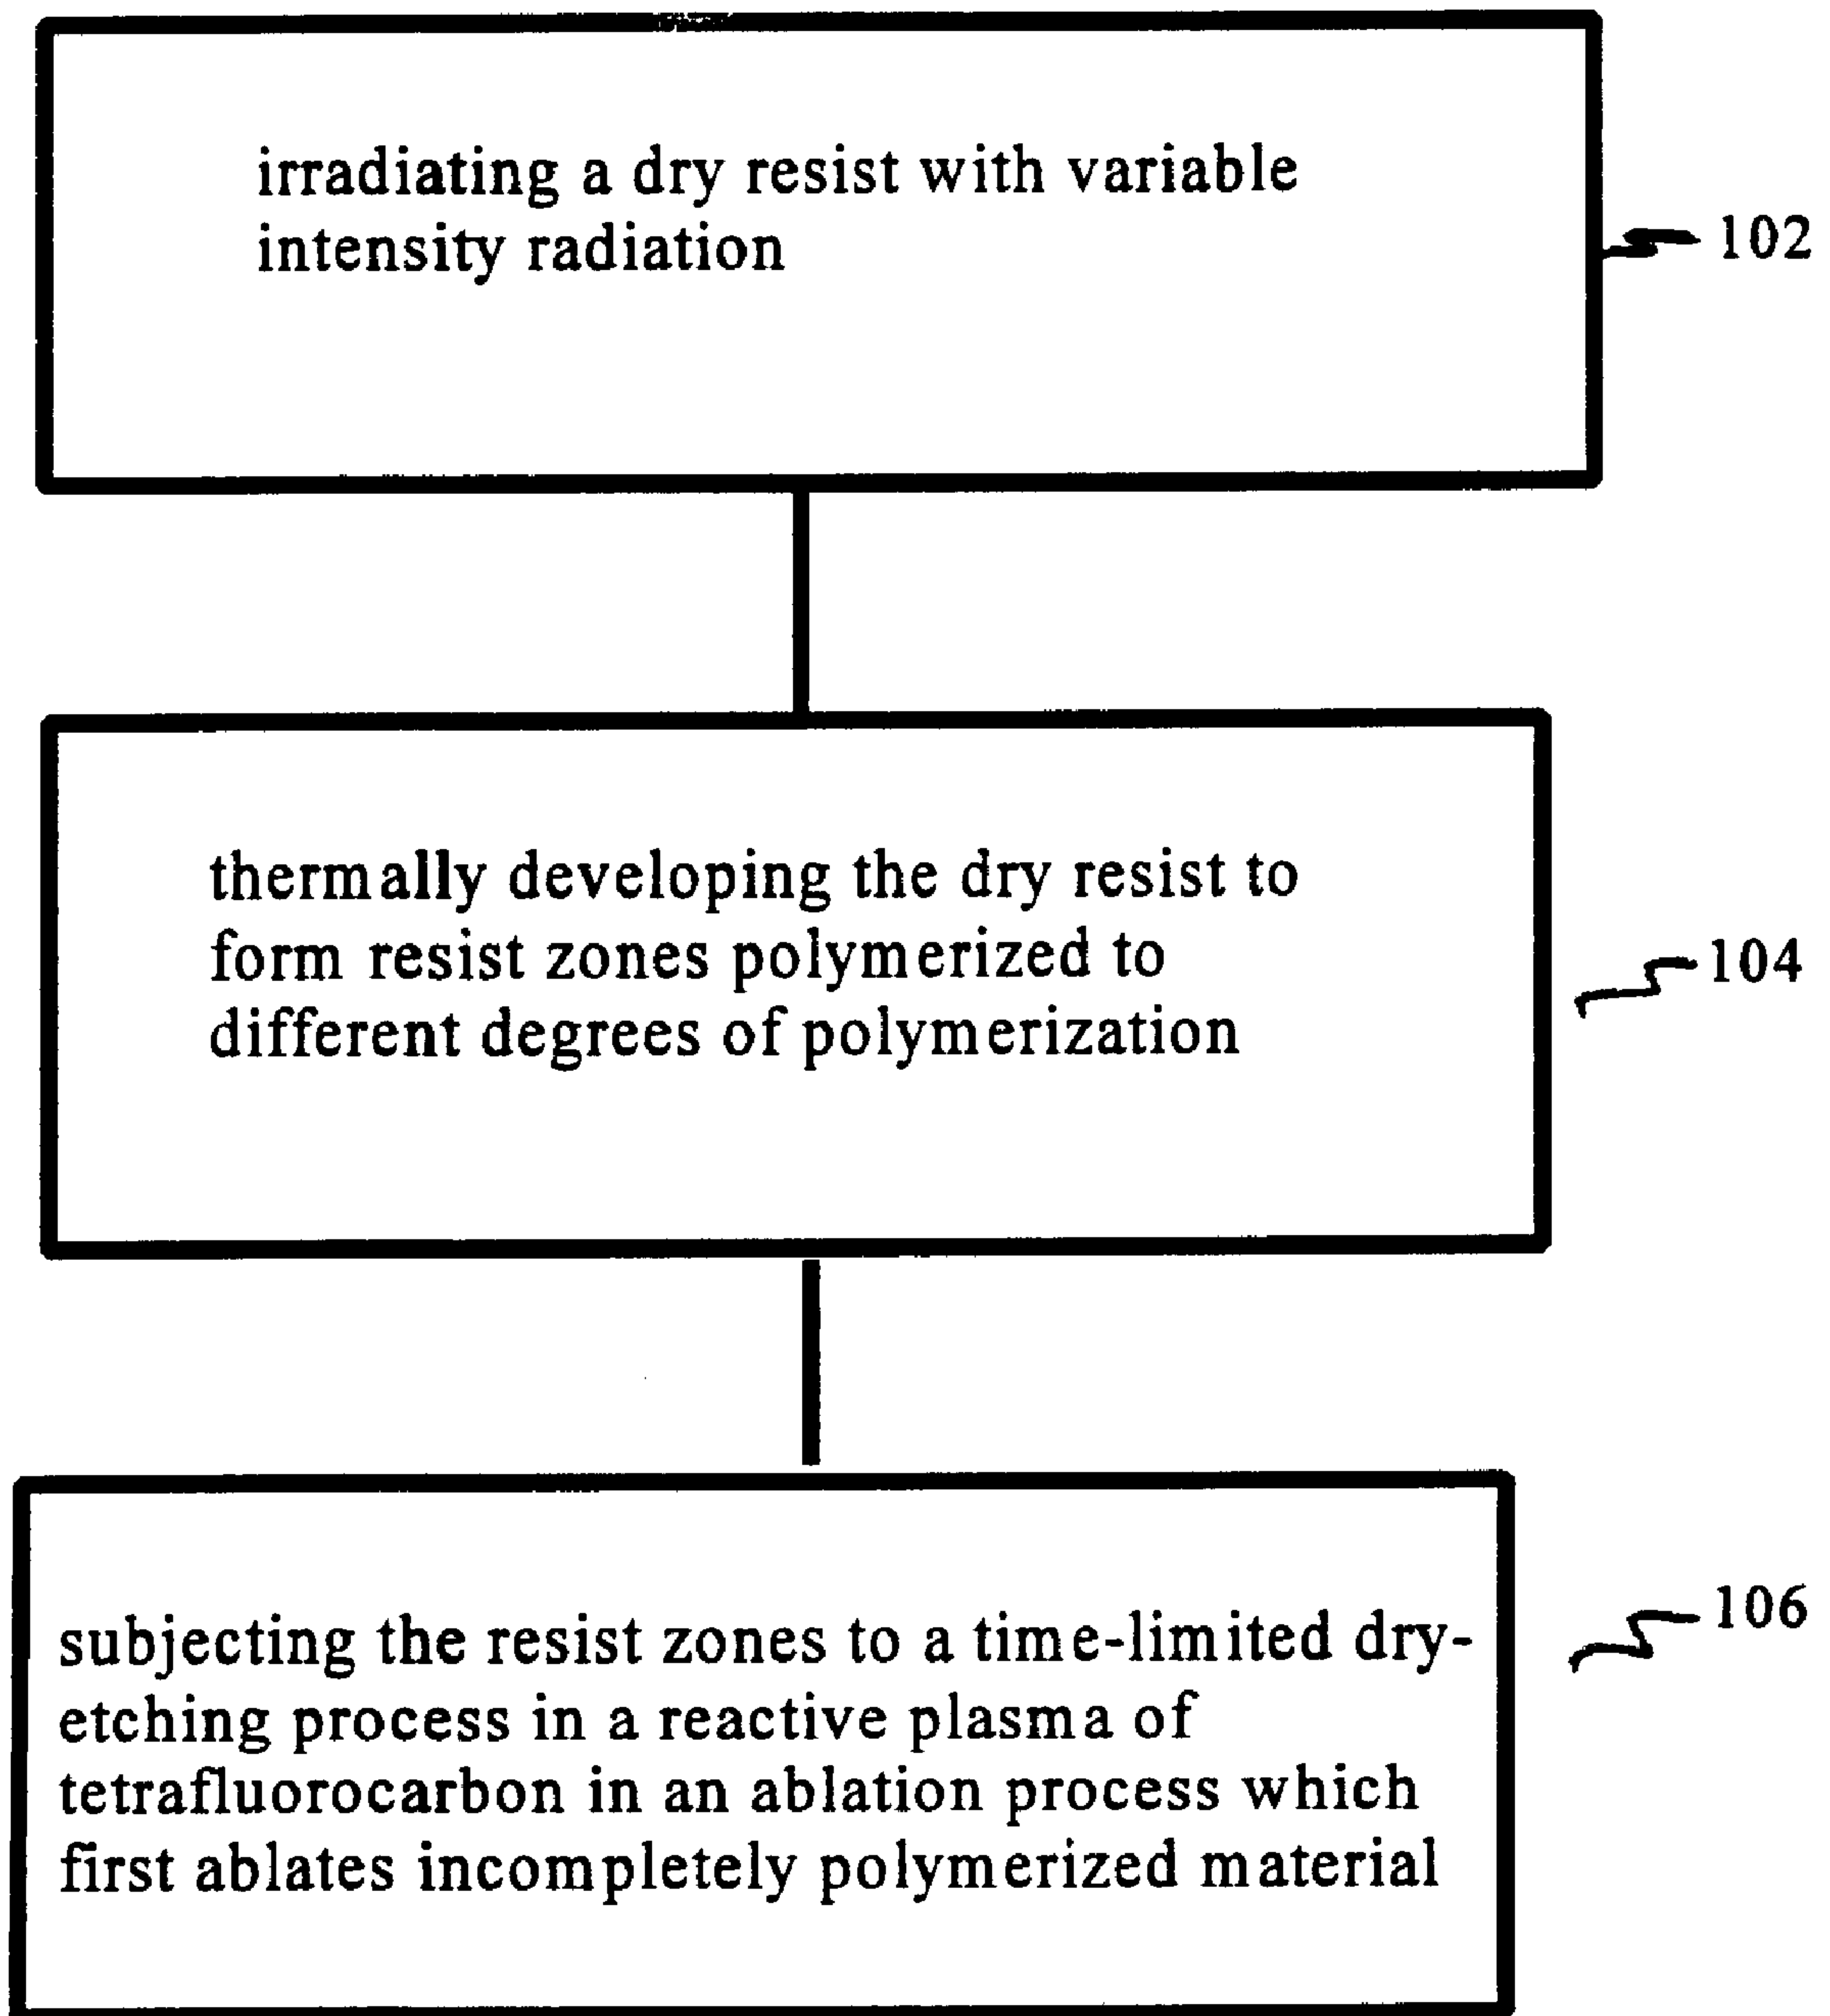 irradiating a dry resist with variable
intensity radiation
102
thermally developing the dry resist to
form resist zones polymerized to
different degrees of polymerization
104
subjecting the resist zones to a time-limited dry-
etching process in a reactive plasma of
tetrafluorocarbon in an ablation process which
first ablates incompletely polymerized material
106